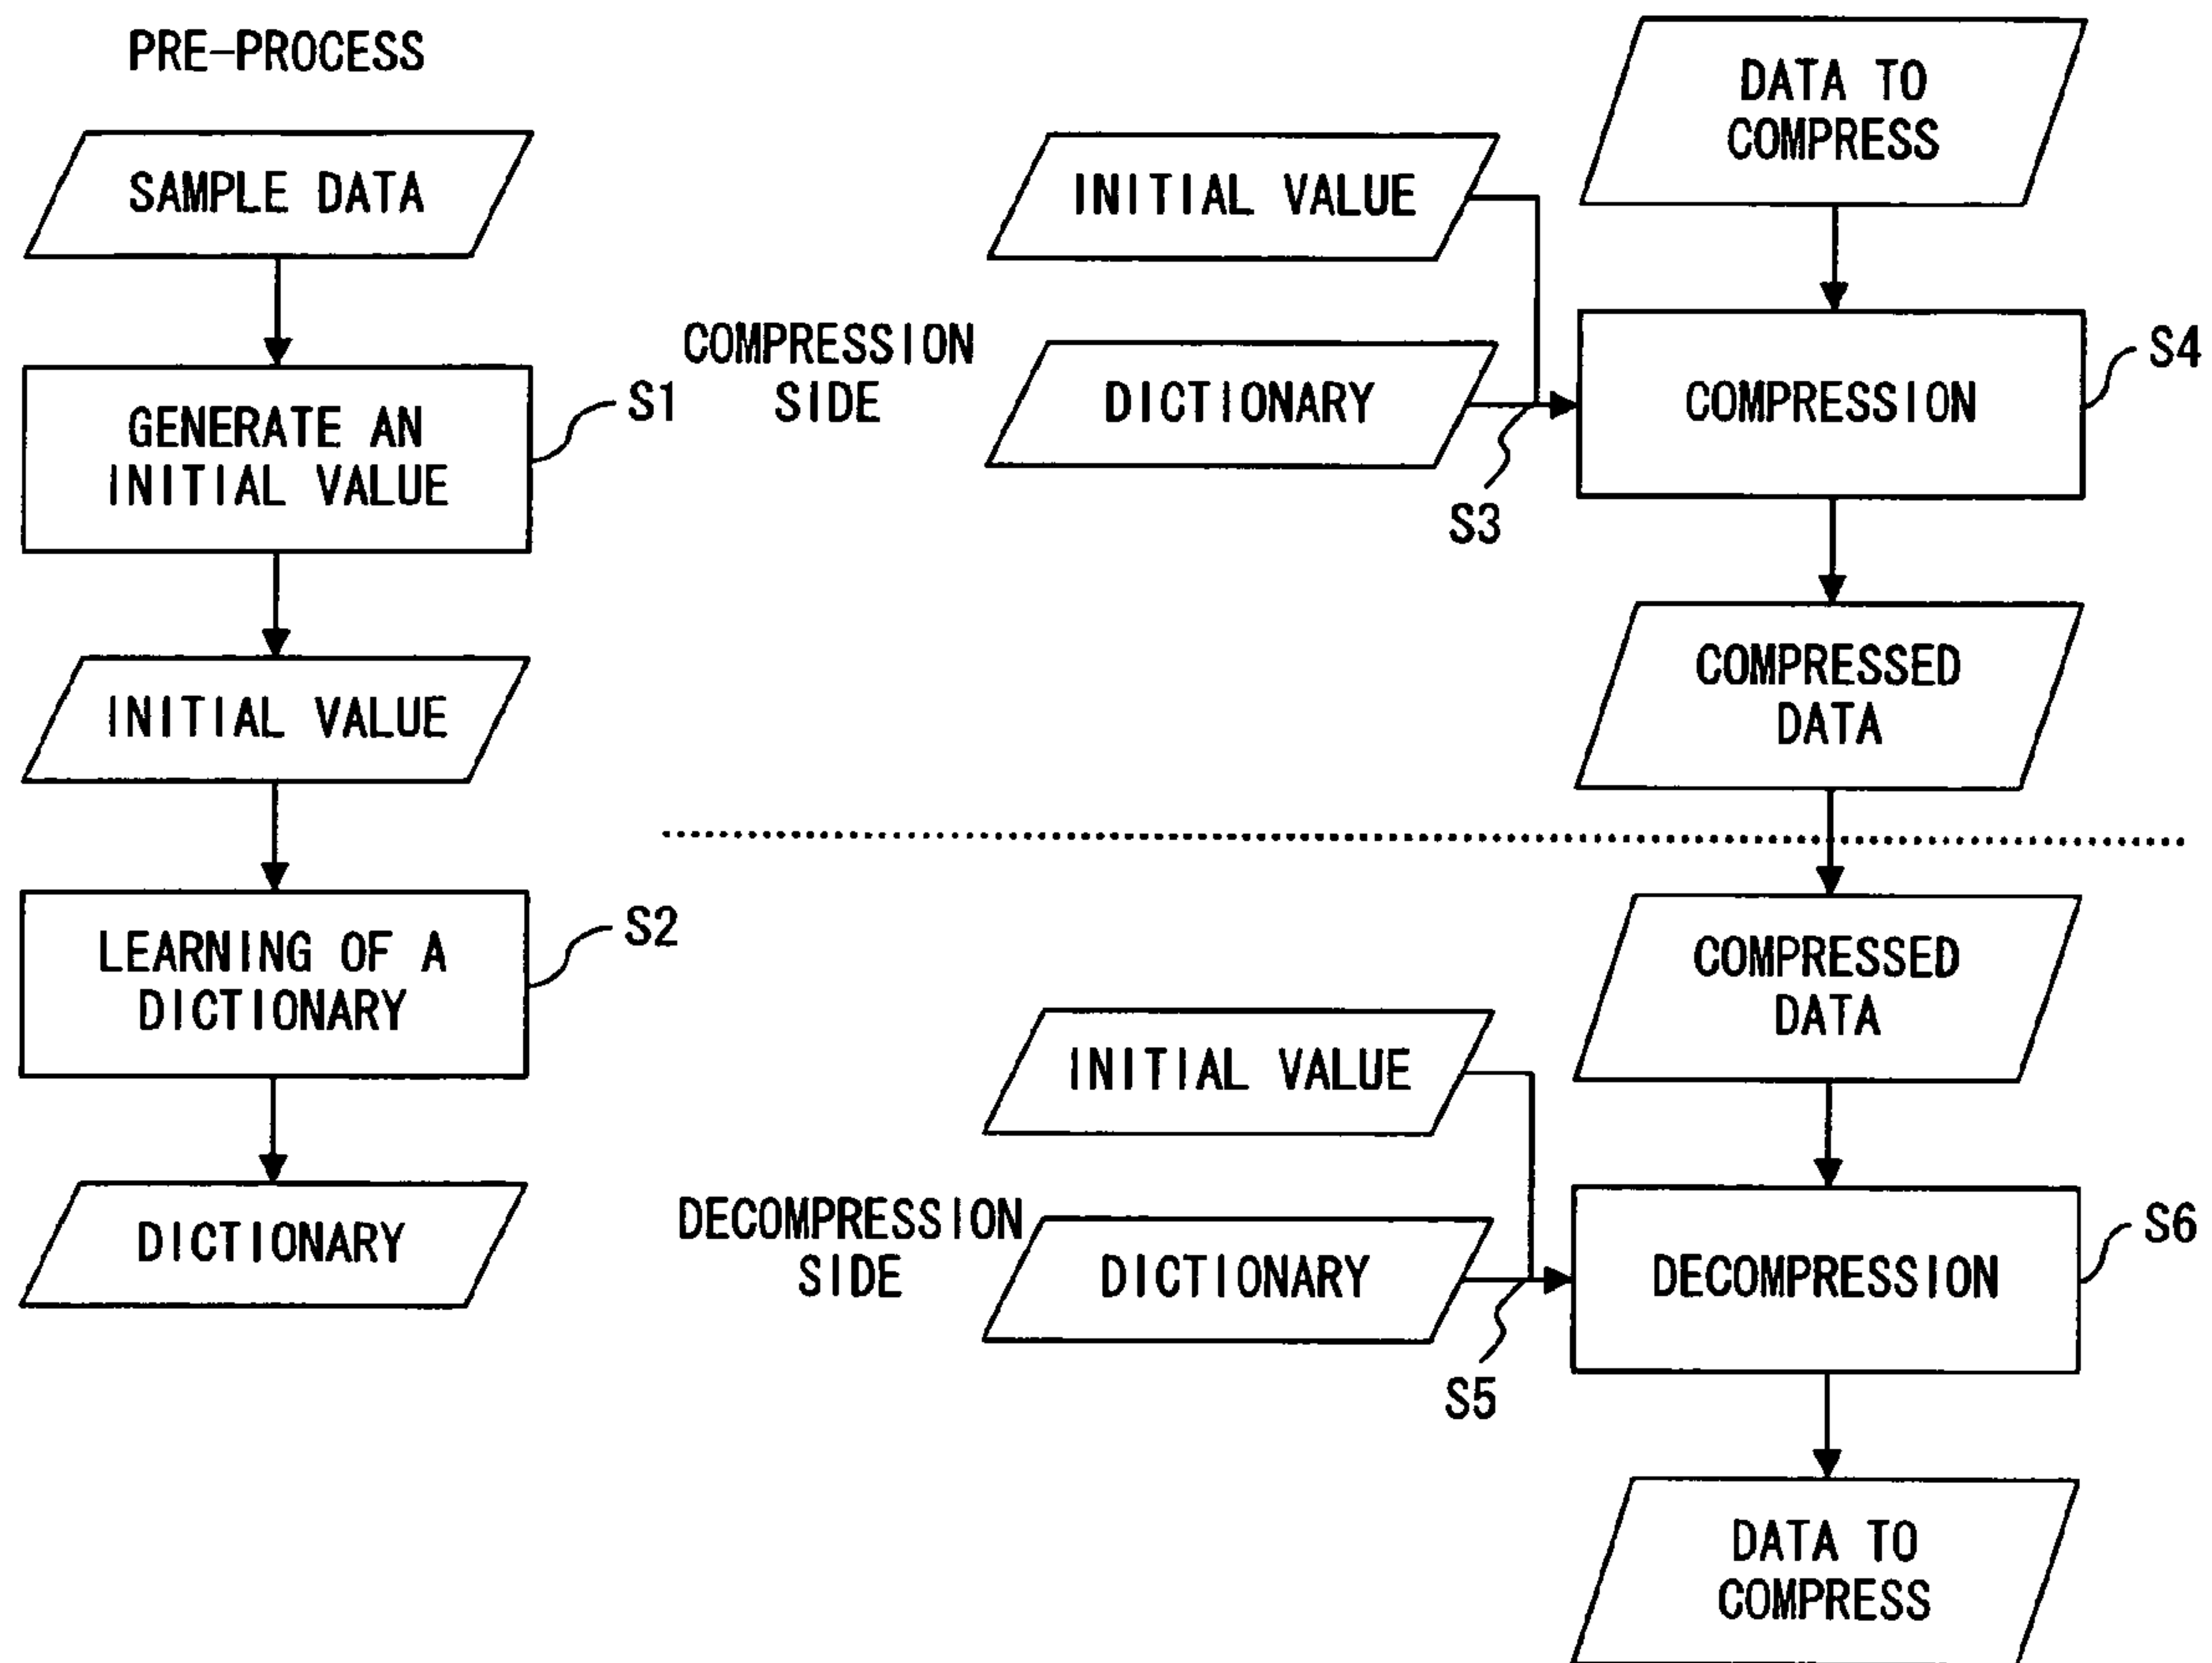 PRE-PROCESS
SAMPLE DATA
GENERATE AN
INITIAL VALUE
S1
INITIAL VALUE
LEARNING OF A
DICTIONARY
S2
DICTIONARY
COMPRESSION
SIDE
INITIAL VALUE
DICTIONARY
S3
DATA TO
COMPRESS
COMPRESSION
S4
COMPRESSED
DATA
DECOMPRESSION
SIDE
COMPRESSED
DATA
INITIAL VALUE
DICTIONARY
S5
DECOMPRESSION
S6
DATA TO
COMPRESS